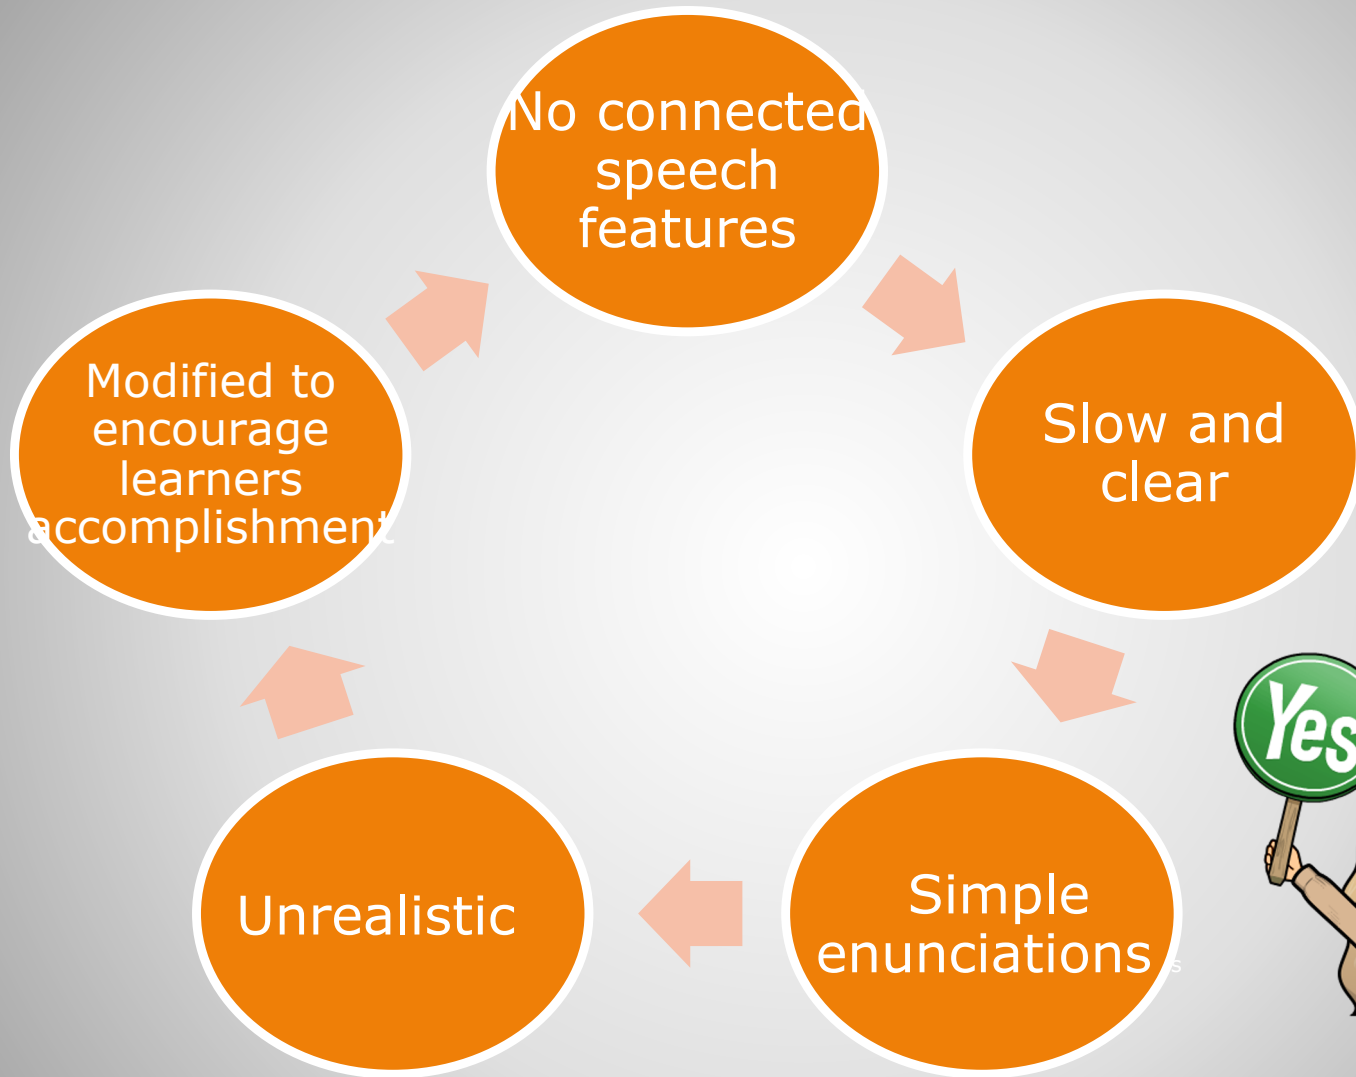 No connected
speech
features
Slow and
clear
Simple
enunciations s
Unrealistic
Modified to
encourage
learners
accomplishment
Yes